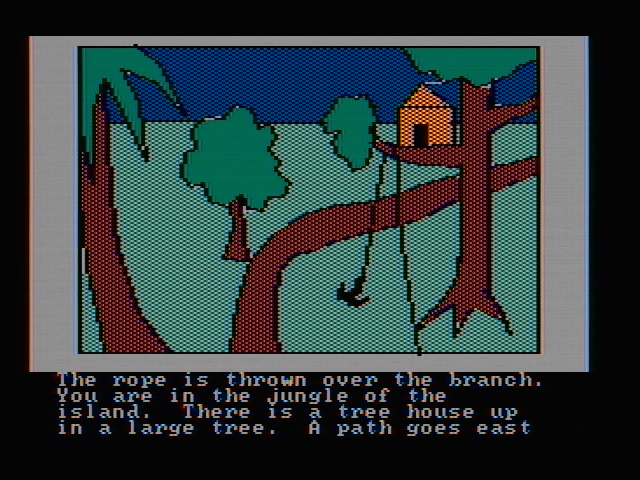 The rope is thrown over the branch.
You are in the jungle of the
island.  There is a tree house up
in a large tree.  A path goes east